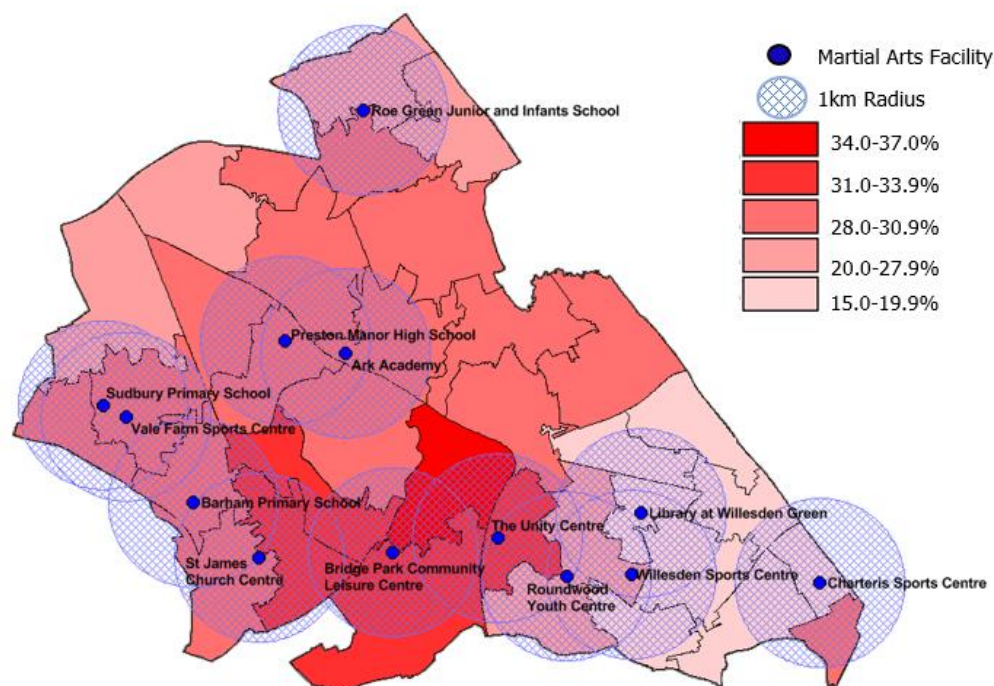 Martial Arts Facility
1km Radius
34.0-37.0%
31.0-33.9%
28.0-30.9%
20.0-27.9%
15.0-19.9%
Roe Green Junior and Infants School
Preston Manor High School
Ark Academy
Sudbury Primary School
Vale Farm Sports Centre
Barham Primary School
Library at Willesden Green
The Unity Centre
St James
Church Centre
Bridge Park Community
Leisure Centre
Roundwood
Youth Centre
Willesden Sports Centre
Charteris Sports Centre